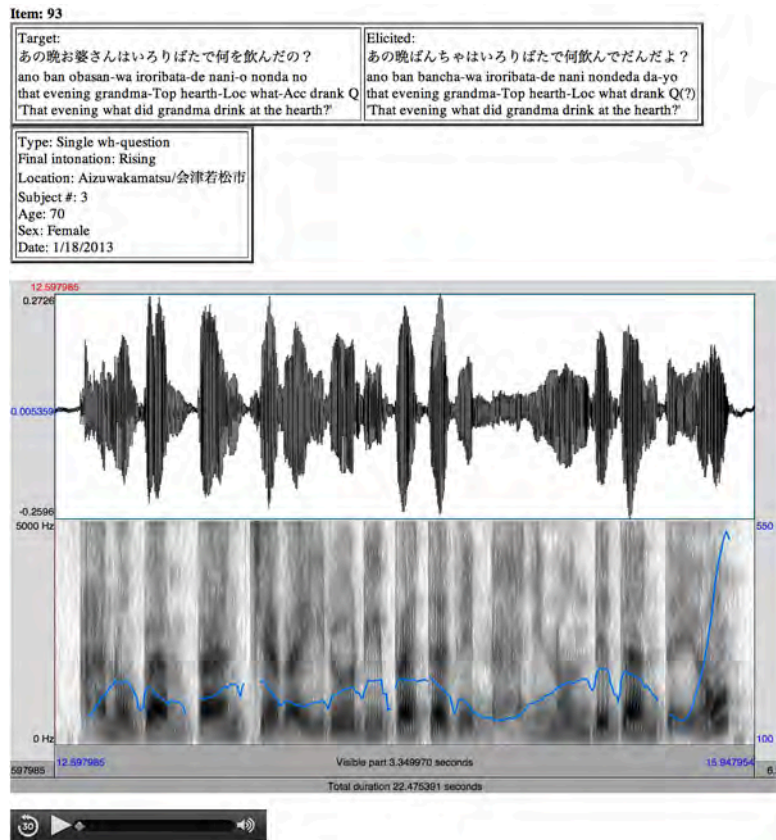 Item: 93
Target:
あの晩お婆さんはいろりばたで何を飲んだの？
ano ban obasan-wa iroribata-de nani-o nonda no
that evening grandma-Top hearth-Loc what-Acc drank Q
'That evening what did grandma drink at the hearth?'
Elicited:
あの晩ばんちゃはいろりばたで何飲んでだんだよ？
ano ban bancha-wa iroribata-de nani nondeda da-yo
that evening grandma-Top hearth-Loc what drank Q(?)
'That evening what did grandma drink at the hearth?'
Type: Single wh-question
Final intonation: Rising
Location: Aizuwakamatsu/会津若松市
Subject #: 3
Age: 70
Sex: Female
Date: 1/18/2013
12.597985
0.2726
0.005359
-0.2596
5000 Hz
550
0 Hz
100
12.597985
Visible part 3.349970 seconds
15.947954
597985
6.
Total duration 22.475391 seconds
30